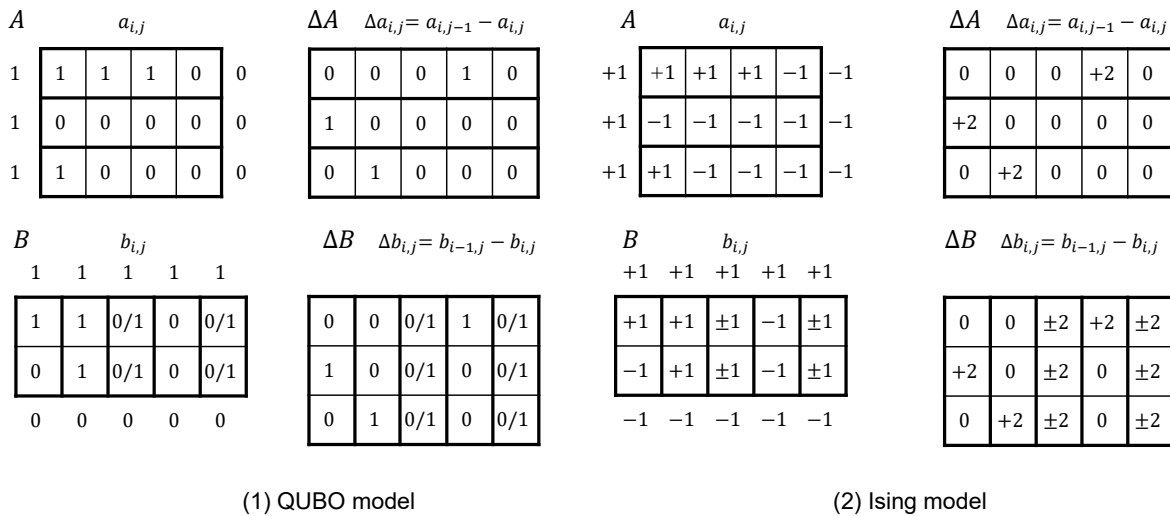 A a_{i,j} ΔA Δa_{i,j}= a_{i,j−1} − a_{i,j} A a_{i,j} ΔA Δa_{i,j}= a_{i,j−1} − a_{i,j}
1 1 1 1 0 0 0 0 0 1 0 +1 +1 +1 +1 −1 −1 0 0 0 +2 0
1 0 0 0 0 0 1 0 0 0 0 +1 −1 −1 −1 −1 −1 +2 0 0 0 0
1 1 0 0 0 0 0 1 0 0 0 +1 +1 −1 −1 −1 −1 0 +2 0 0 0
B b_{i,j} ΔB Δb_{i,j}= b_{i−1,j} − b_{i,j} B b_{i,j} ΔB Δb_{i,j}= b_{i−1,j} − b_{i,j}
1 1 1 1 1 +1 +1 +1 +1 +1
1 1 0/1 0 0/1 0 0 0/1 1 0/1 +1 +1 ±1 −1 ±1 0 0 ±2 +2 ±2
0 1 0/1 0 0/1 1 0 0/1 0 0/1 −1 +1 ±1 −1 ±1 +2 0 ±2 0 ±2
0 0 0 0 0 0 1 0/1 0 0/1 −1 −1 −1 −1 −1 0 +2 ±2 0 ±2
(1) QUBO model (2) Ising model